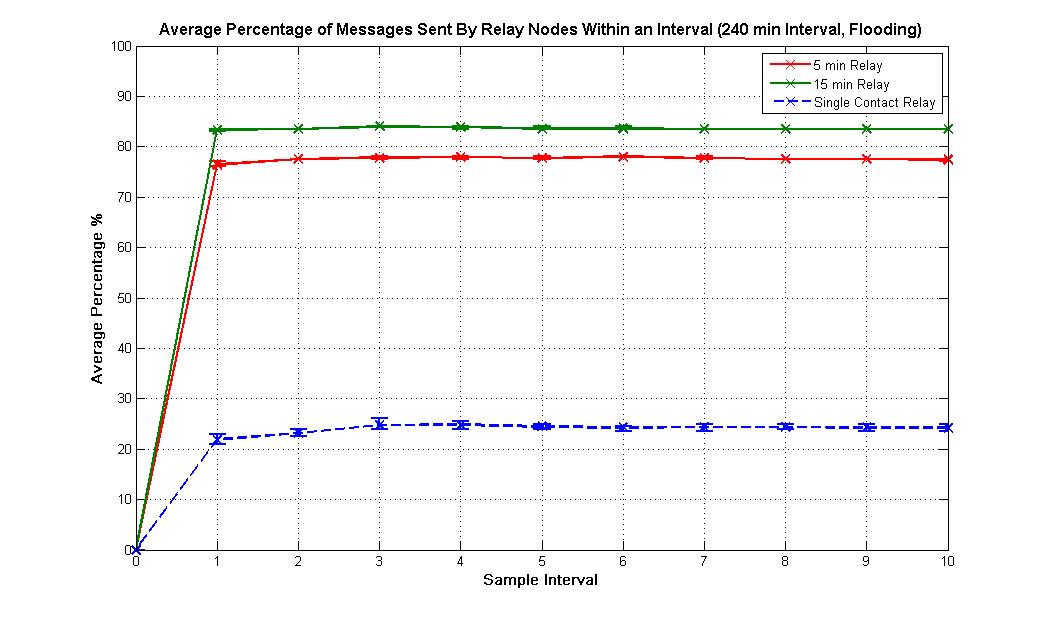 Average Percentage of Messages Sent By Relay Nodes Within an Interval (240 min Interval, Flooding)
5 min Relay
15 min Relay
Single Contact Relay
Average Percentage %
100
90
80
70
60
50
40
30
20
10
0
0 1 2 3 4 5 6 7 8 9 10
Sample Interval